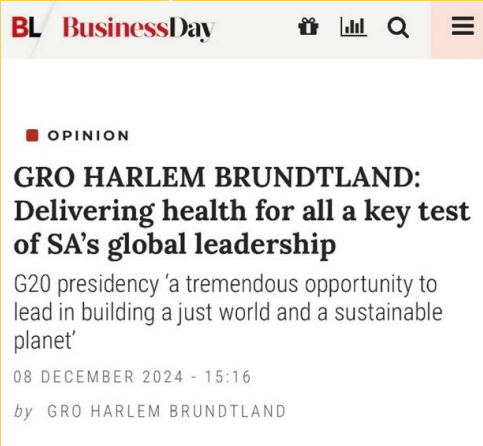 BL BusinessDay
OPINION
GRO HARLEM BRUNDTLAND:
Delivering health for all a key test
of SA's global leadership
G20 presidency 'a tremendous opportunity to
lead in building a just world and a sustainable
planet'
08 DECEMBER 2024 - 15:16
by GRO HARLEM BRUNDTLAND